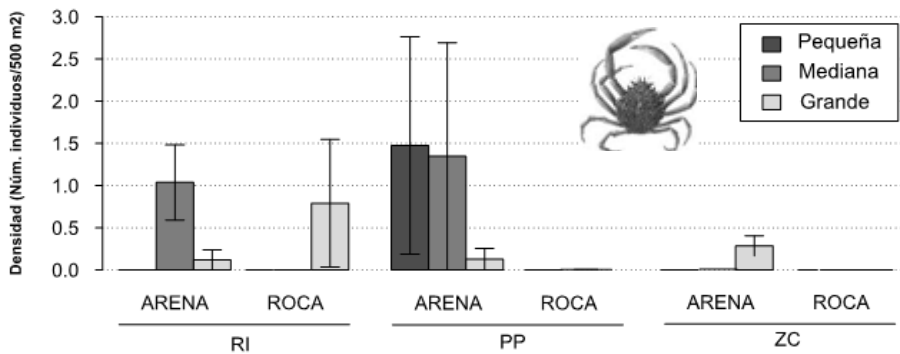 Densidad (Núm. individuos/500 m2)
3.0
2.5
2.0
1.5
1.0
0.5
0.0
Pequeña
Mediana
Grande
ARENA ROCA ARENA ROCA ARENA ROCA
RI PP ZC